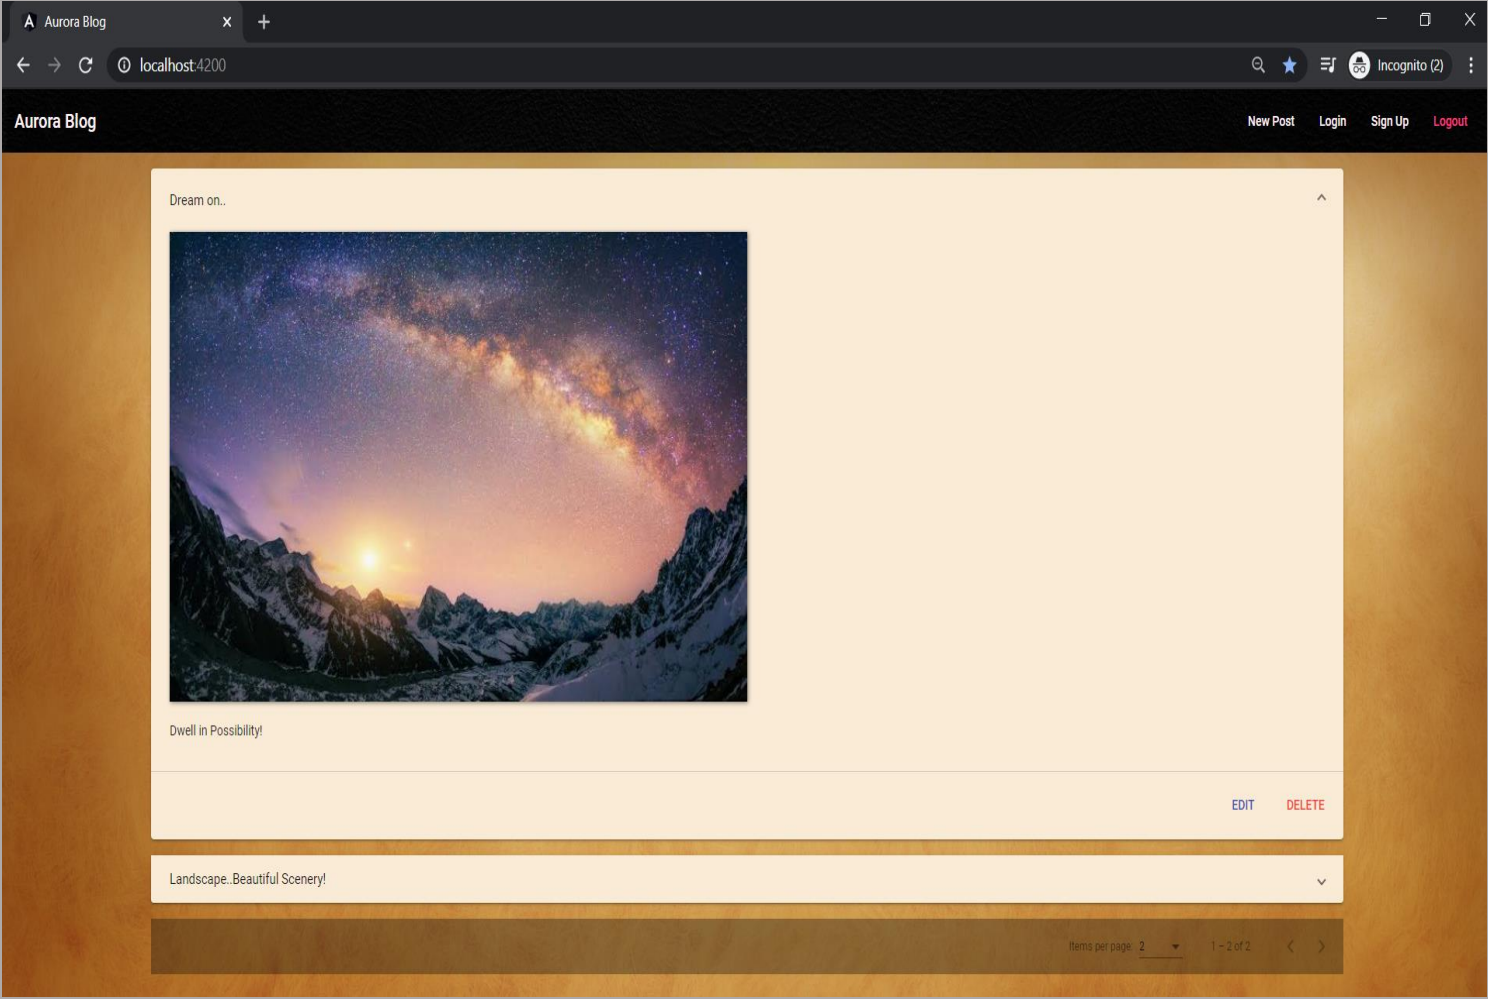 Aurora Blog
localhost:4200
Incognito (2)
Aurora Blog
New Post Login Sign Up Logout
Dream on..
Dwell in Possibility!
EDIT DELETE
Landscape..Beautiful Scenery!
Items per page: 2 1 – 2 of 2